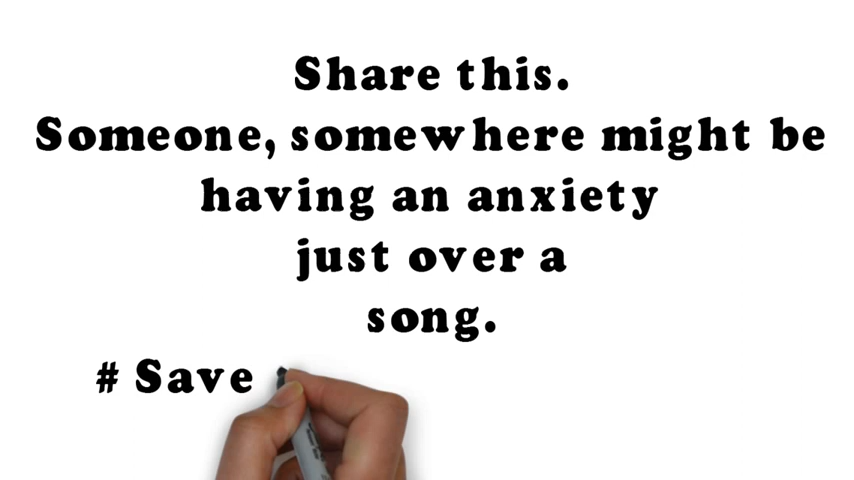 Share this.
Someone, somewhere might be
having an anxiety
just over a
song.
# Save